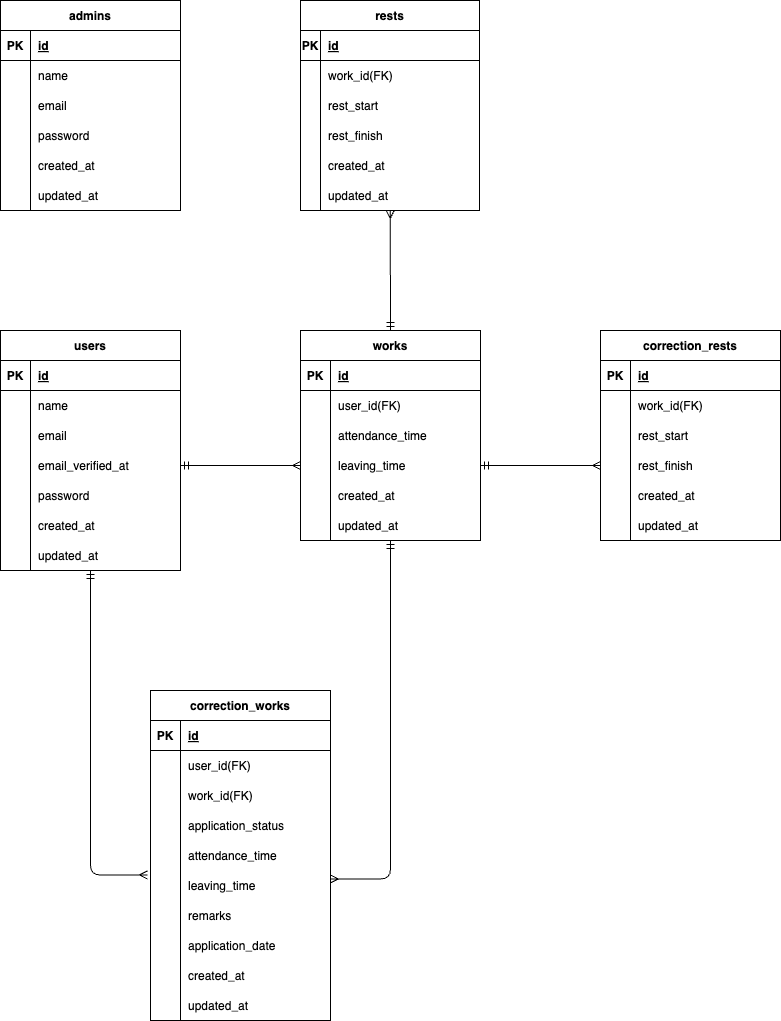 admins
PK id
name
email
password
created_at
updated_at
rests
PK id
work_id(FK)
rest_start
rest_finish
created_at
updated_at
users
PK id
name
email
email_verified_at
password
created_at
updated_at
works
PK id
user_id(FK)
attendance_time
leaving_time
created_at
updated_at
correction_rests
PK id
work_id(FK)
rest_start
rest_finish
created_at
updated_at
correction_works
PK id
user_id(FK)
work_id(FK)
application_status
attendance_time
leaving_time
remarks
application_date
created_at
updated_at